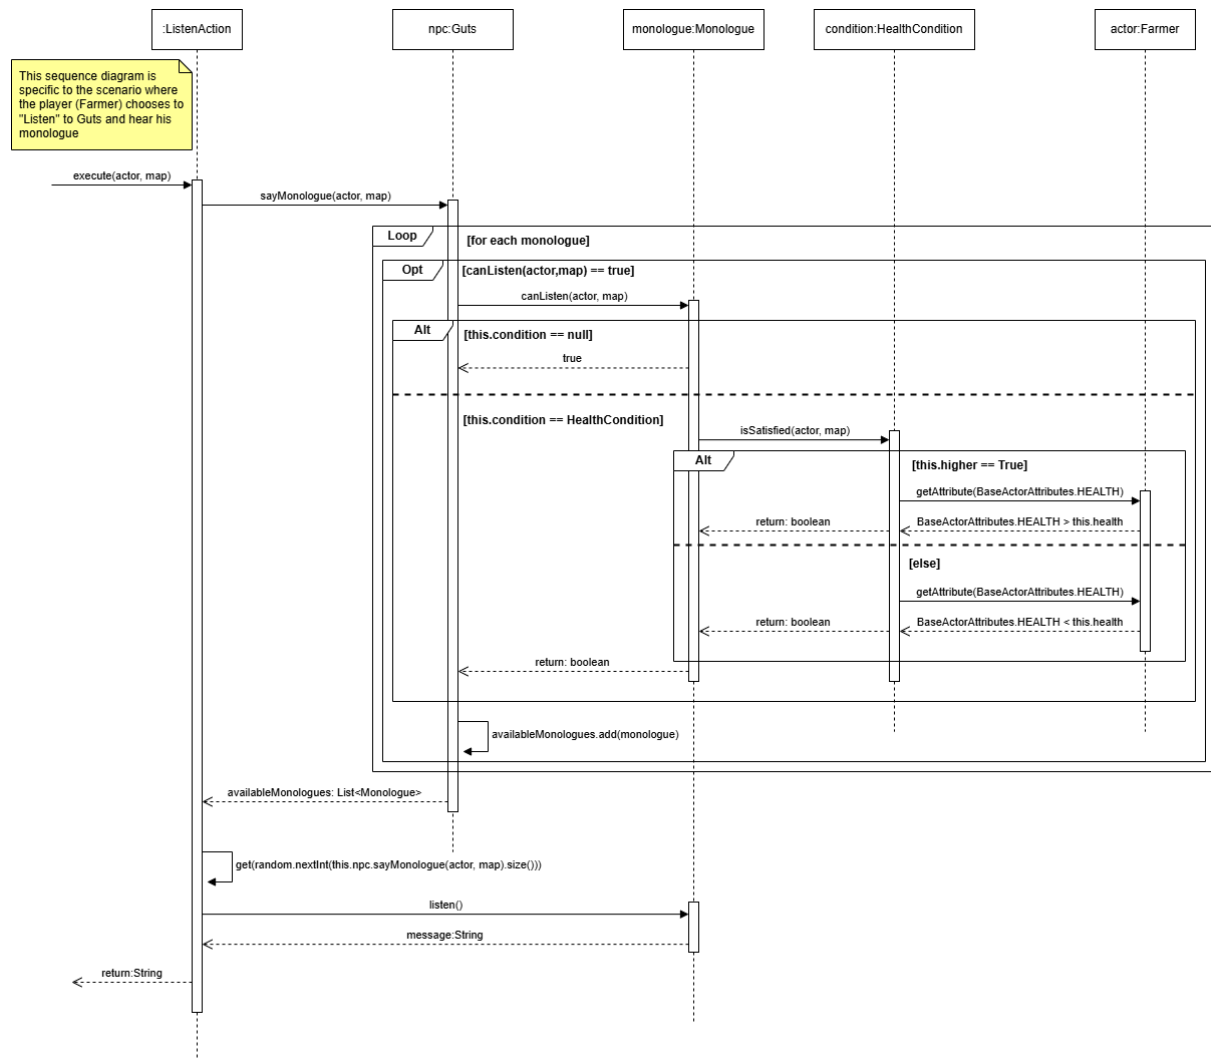 :ListenAction
npc:Guts
monologue:Monologue
condition:HealthCondition
actor:Farmer
This sequence diagram is
specific to the scenario where
the player (Farmer) chooses to
"Listen" to Guts and hear his
monologue
execute(actor, map)
sayMonologue(actor, map)
Loop
[for each monologue]
Opt
[canListen(actor,map) == true]
canListen(actor, map)
Alt
[this.condition == null]
true
[this.condition == HealthCondition]
isSatisfied(actor, map)
Alt
[this.higher == True]
getAttribute(BaseActorAttributes.HEALTH)
return: boolean
BaseActorAttributes.HEALTH > this.health
[else]
getAttribute(BaseActorAttributes.HEALTH)
return: boolean
BaseActorAttributes.HEALTH < this.health
return: boolean
availableMonologues.add(monologue)
availableMonologues: List<Monologue>
get(random.nextInt(this.npc.sayMonologue(actor, map).size()))
listen()
message:String
return:String